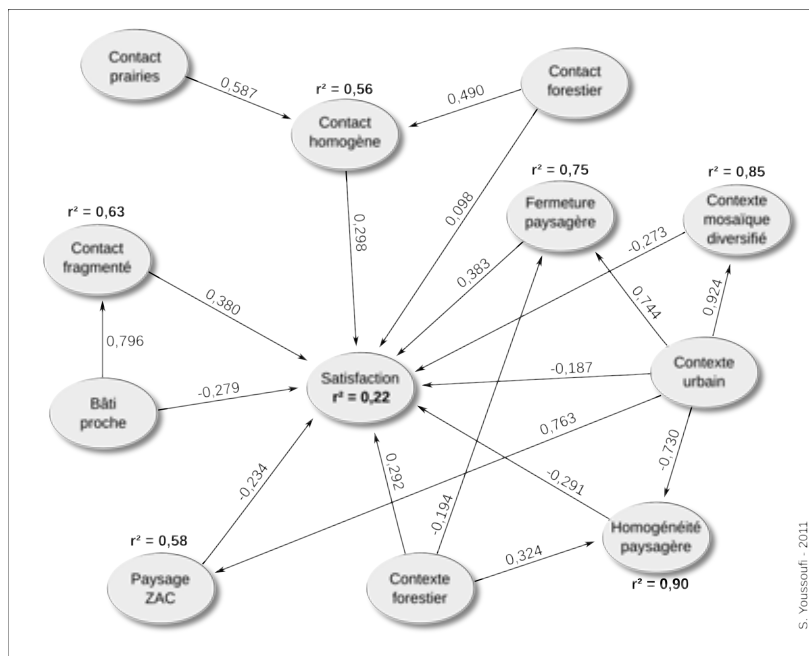 Contact
prairies
0,587
r² = 0,56
Contact
homogène
0,490
Contact
forestier
0,098
0,298
r² = 0,75
Fermeture
paysagère
r² = 0,85
Contexte
mosaïque
diversifié
r² = 0,63
Contact
fragmenté
0,380
0,383
-0,273
0,744
0,924
0,796
Bâti
proche
-0,279
Satisfaction
r² = 0,22
-0,187
Contexte
urbain
0,763
-0,730
-0,234
0,292
-0,194
-0,291
r² = 0,58
Paysage
ZAC
Contexte
forestier
0,324
Homogénéité
paysagère
r² = 0,90
S. Youssoufi - 2011